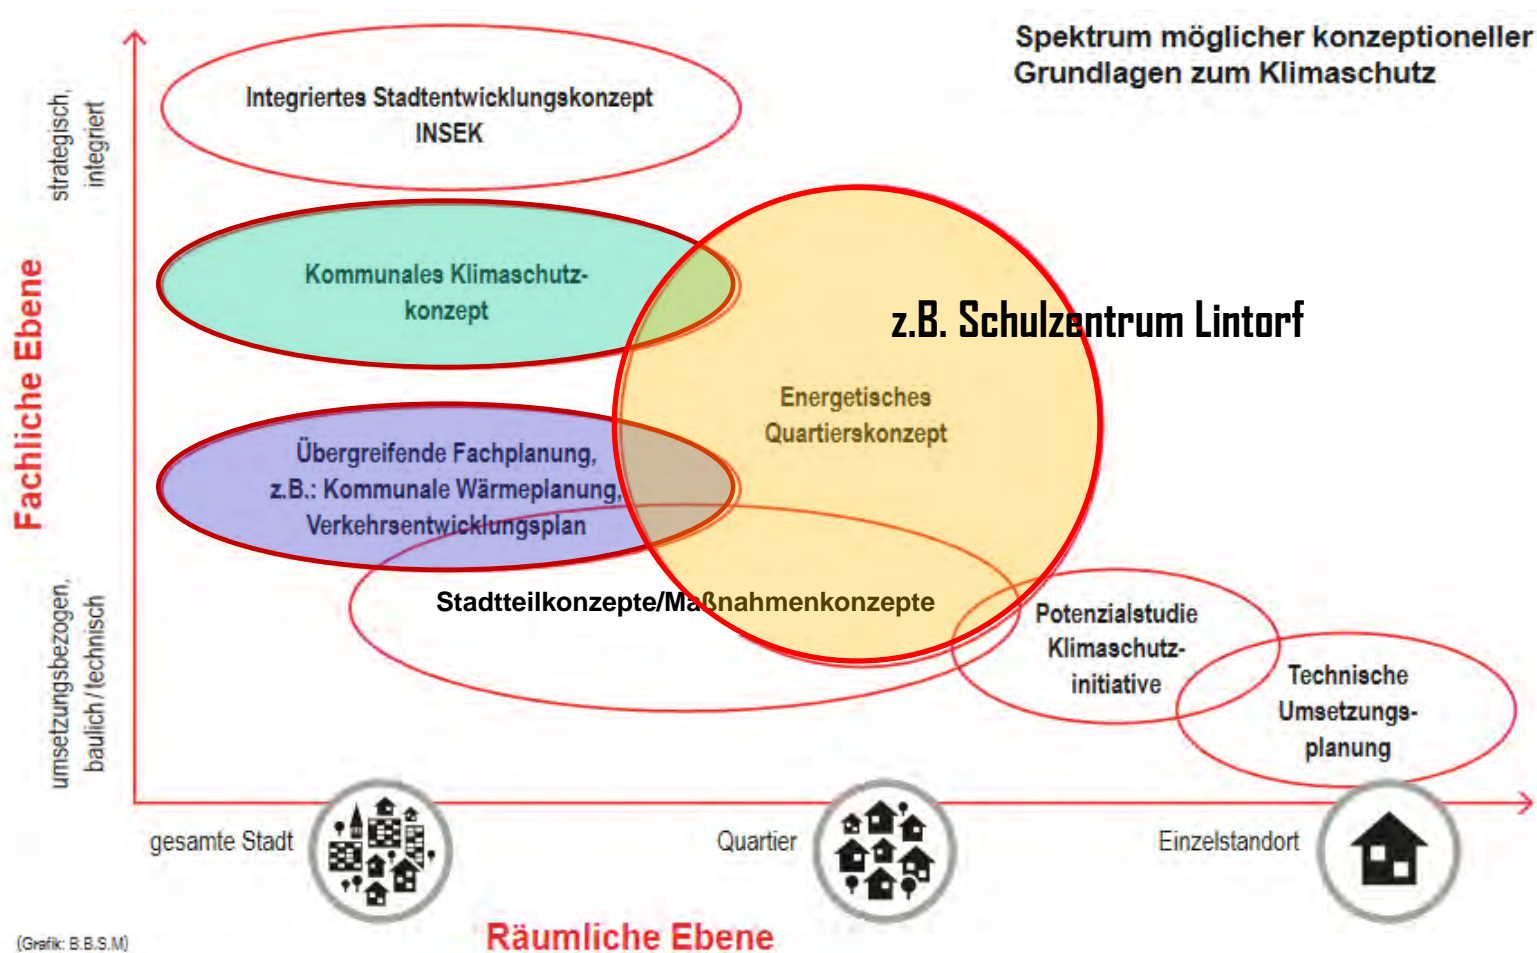 Spektrum möglicher konzeptioneller
Grundlagen zum Klimaschutz
strategisch,
integriert
Fachliche Ebene
umsetzungsbezogen,
baulich / technisch
Integriertes Stadtentwicklungskonzept
INSEK
Kommunales Klimaschutz-
konzept
z.B. Schulzentrum Lintorf
Energetisches
Quartierskonzept
Übergreifende Fachplanung,
z.B.: Kommunale Wärmeplanung,
Verkehrsentwicklungsplan
Stadtteilkonzepte/Maßnahmenkonzepte
Potenzialstudie
Klimaschutz-
initiative
Technische
Umsetzungs-
planung
gesamte Stadt
Quartier
Einzelstandort
Räumliche Ebene
(Grafik: B.B.S.M)